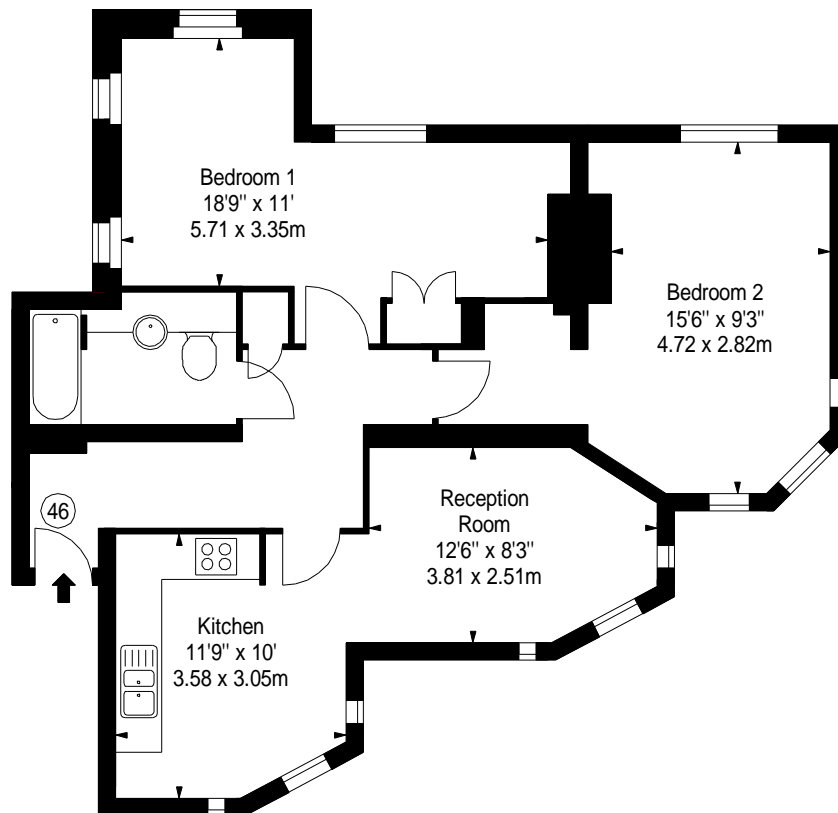 Bedroom 1
18'9" x 11'
5.71 x 3.35m
Bedroom 2
15'6" x 9'3"
4.72 x 2.82m
46
Reception
Room
12'6" x 8'3"
3.81 x 2.51m
Kitchen
11'9" x 10'
3.58 x 3.05m